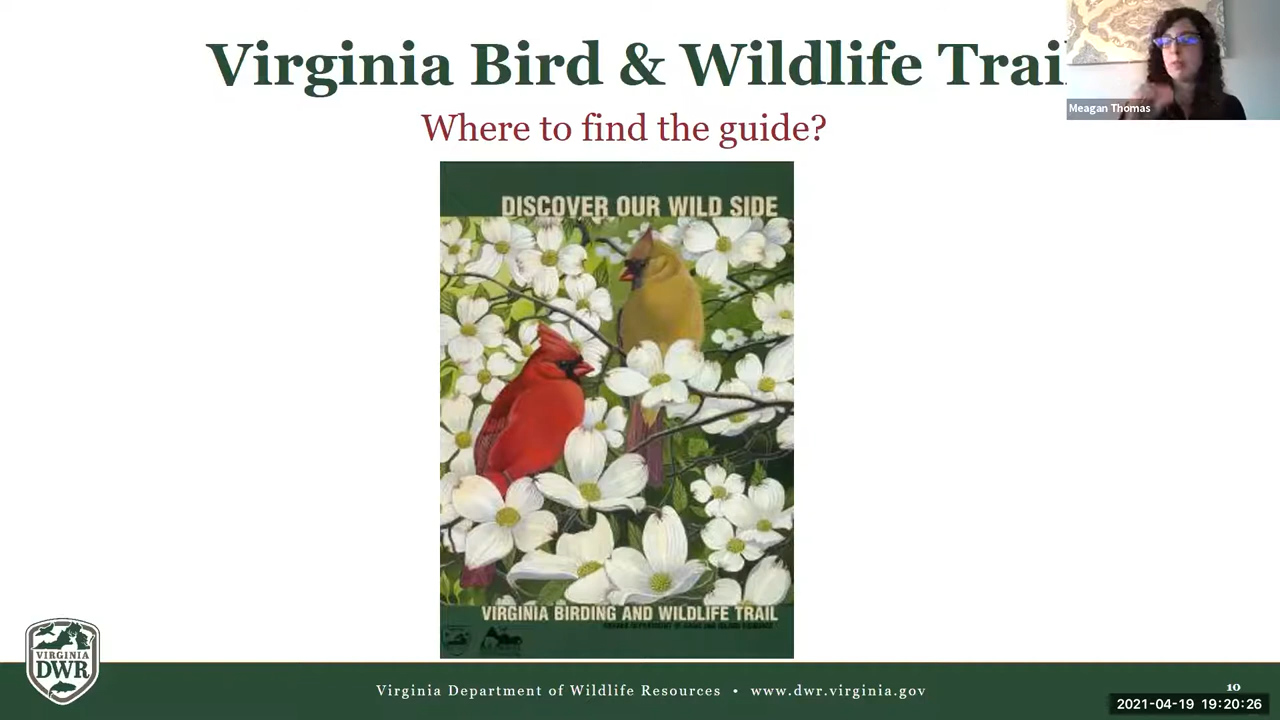 Virginia Bird & Wildlife Trail
Meagan Thomas
Where to find the guide?
DISCOVER OUR WILD SIDE
VIRGINIA BIRDING AND WILDLIFE TRAIL
VIRGINIA
DWR
Virginia Department of Wildlife Resources • www.dwr.virginia.gov
10
2021-04-19 19:20:26